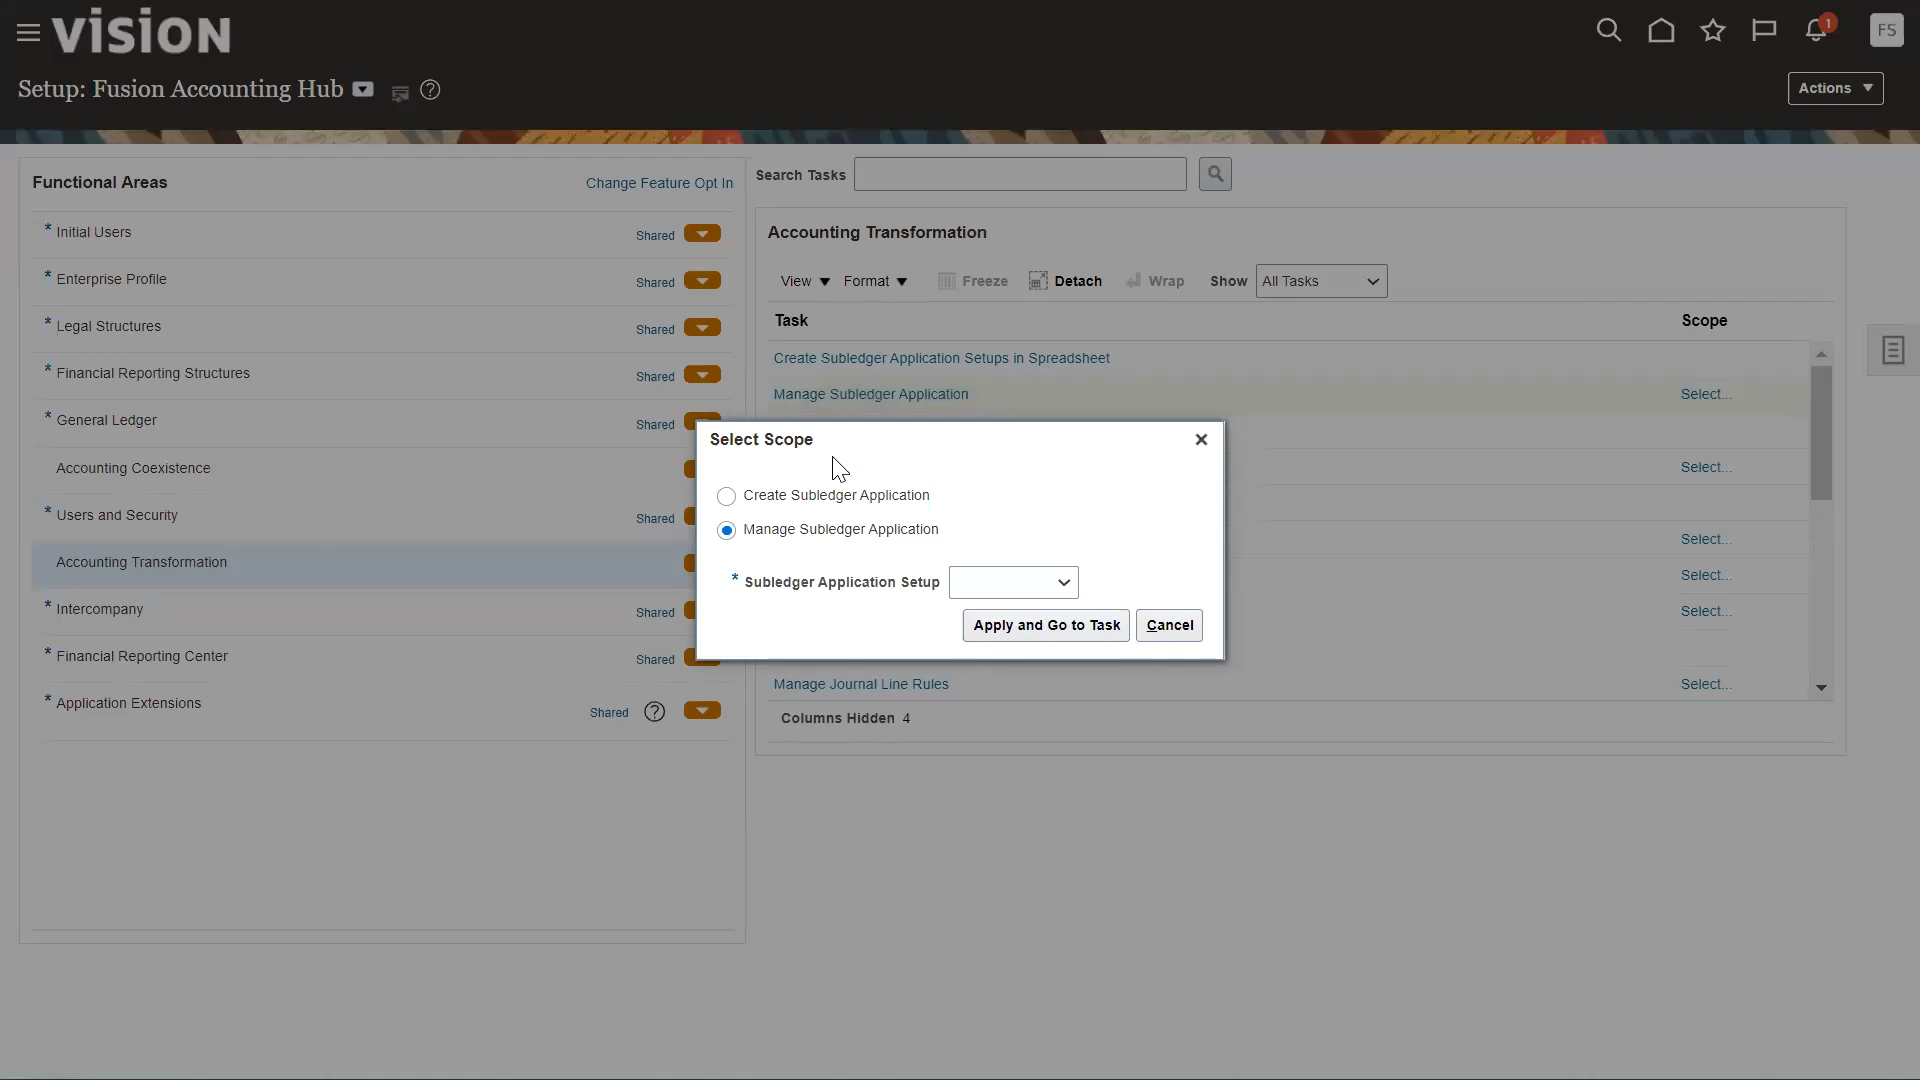 vision
FS
1
Setup: Fusion Accounting Hub
Actions
Functional Areas
Change Feature Opt In
* Initial Users Shared
* Enterprise Profile Shared
* Legal Structures Shared
* Financial Reporting Structures Shared
* General Ledger Shared
Accounting Coexistence
* Users and Security Shared
Accounting Transformation
* Intercompany Shared
* Financial Reporting Center Shared
* Application Extensions Shared
Search Tasks
Accounting Transformation
View Format Freeze Detach Wrap Show All Tasks
Task Scope
Create Subledger Application Setups in Spreadsheet
Manage Subledger Application Select...
Select...
Select...
Select...
Select...
Manage Journal Line Rules Select...
Columns Hidden 4
Select Scope
Create Subledger Application
Manage Subledger Application
* Subledger Application Setup
Apply and Go to Task Cancel